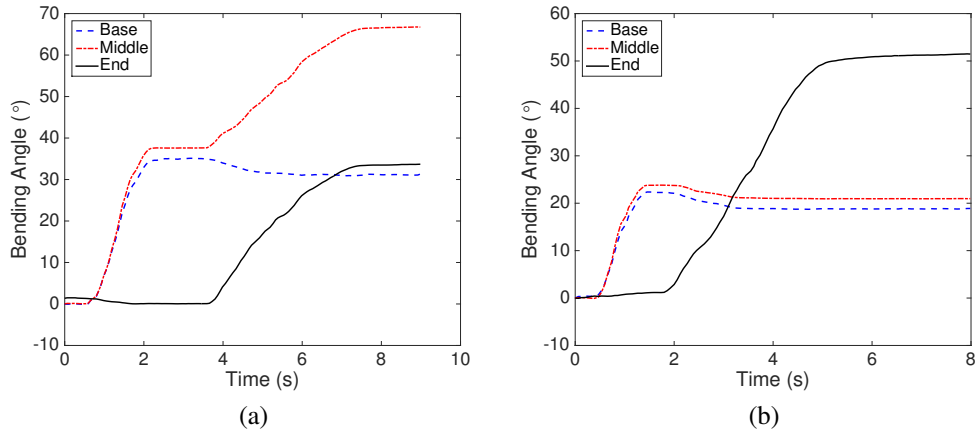 70
60
50
40
30
20
10
0
-10
0 2 4 6 8 10
Bending Angle (°)
Time (s)
Base
Middle
End
(a)
60
50
40
30
20
10
0
-10
0 2 4 6 8
Bending Angle (°)
Time (s)
Base
Middle
End
(b)